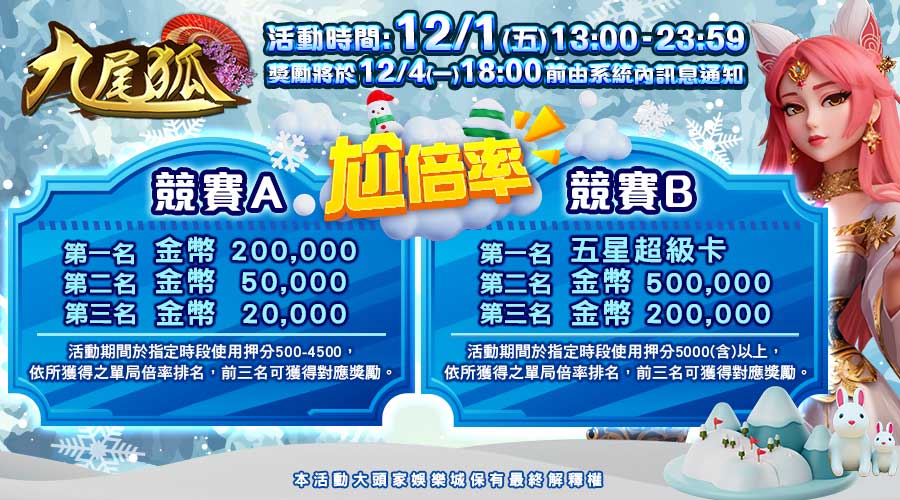 九尾狐
活動時間:12/1(五)13:00-23:59
獎勵將於12/4(一)18:00前由系統內訊息通知
尬倍率
競賽A
第一名 金幣 200,000
第二名 金幣 50,000
第三名 金幣 20,000
活動期間於指定時段使用押分500-4500，
依所獲得之單局倍率排名，前三名可獲得對應獎勵。
競賽B
第一名 五星超級卡
第二名 金幣 500,000
第三名 金幣 200,000
活動期間於指定時段使用押分5000(含)以上，
依所獲得之單局倍率排名，前三名可獲得對應獎勵。
本活動大頭家娛樂城保有最終解釋權